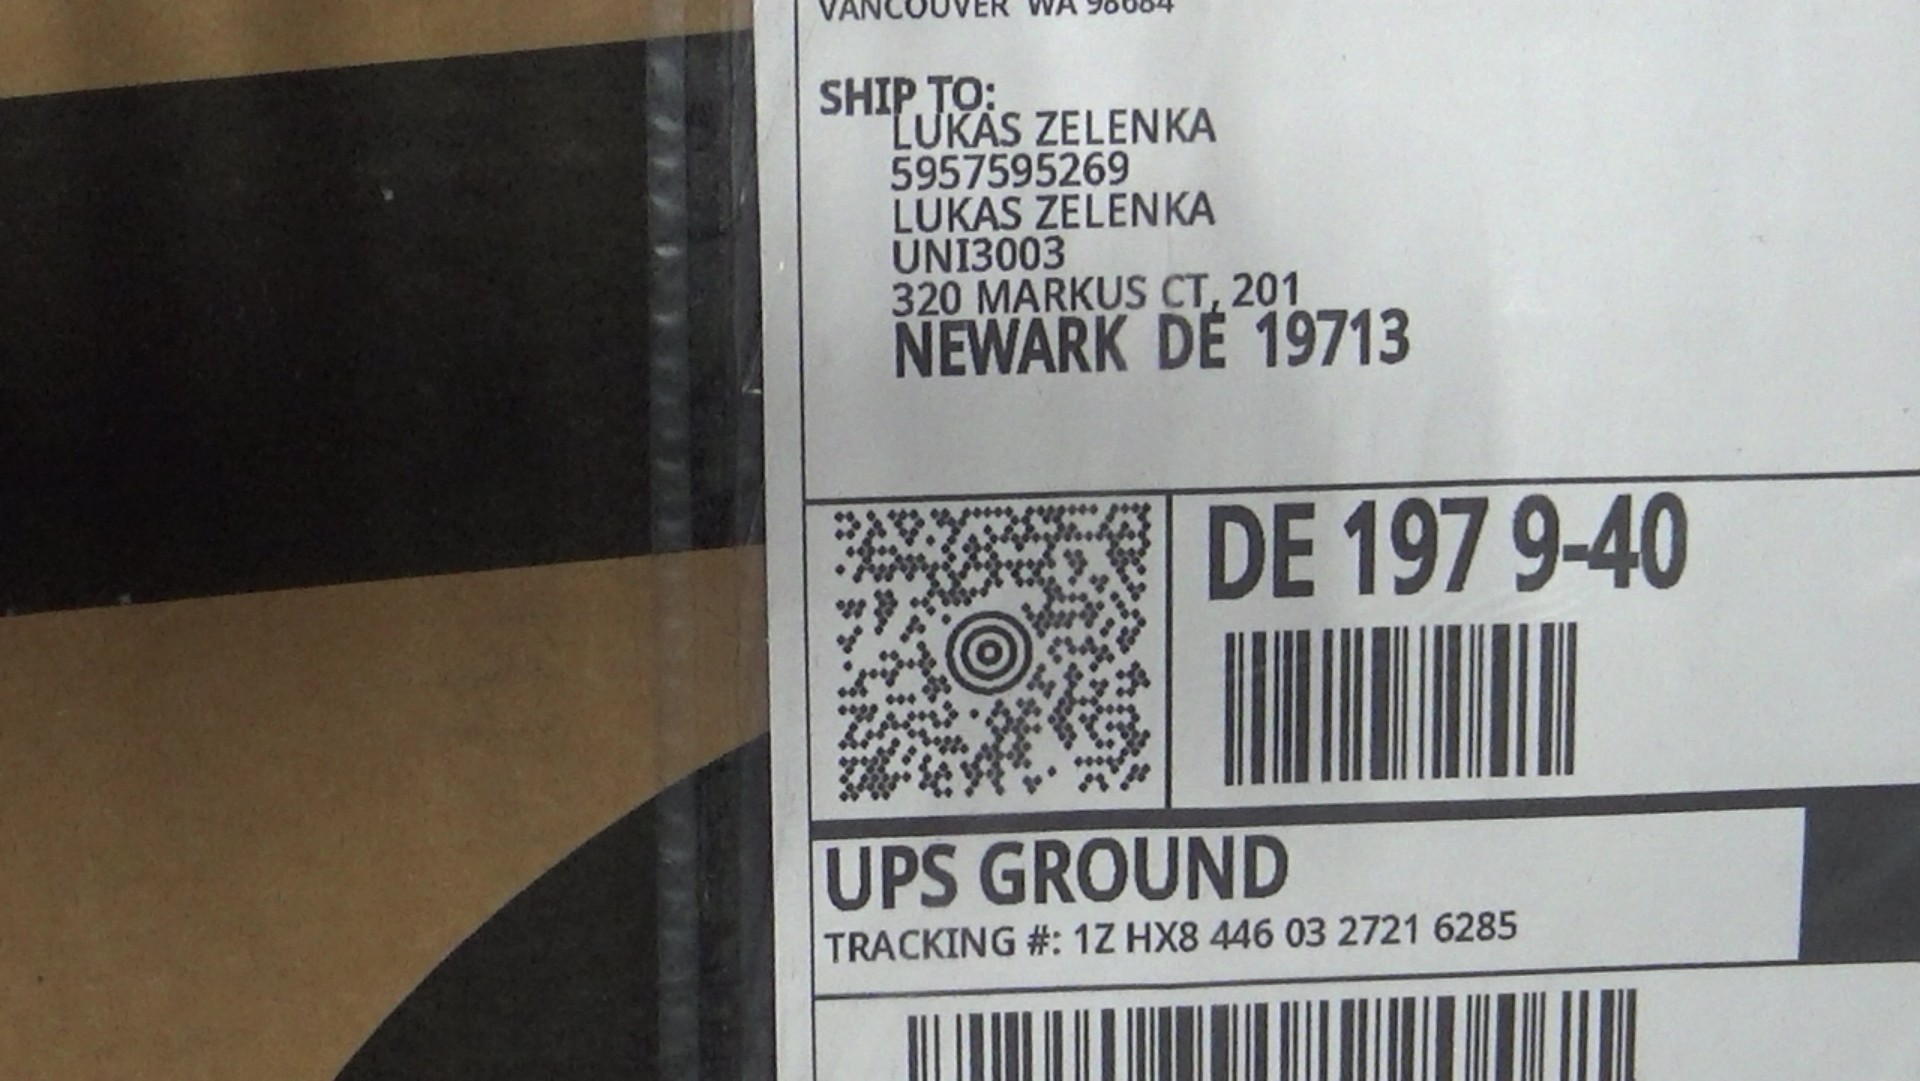 VANCOUVER WA 98684
SHIP TO:
LUKAS ZELENKA
5957595269
LUKAS ZELENKA
UNI3003
320 MARKUS CT, 201
NEWARK DE 19713
DE 197 9-40
UPS GROUND
TRACKING #: 1Z HX8 446 03 2721 6285